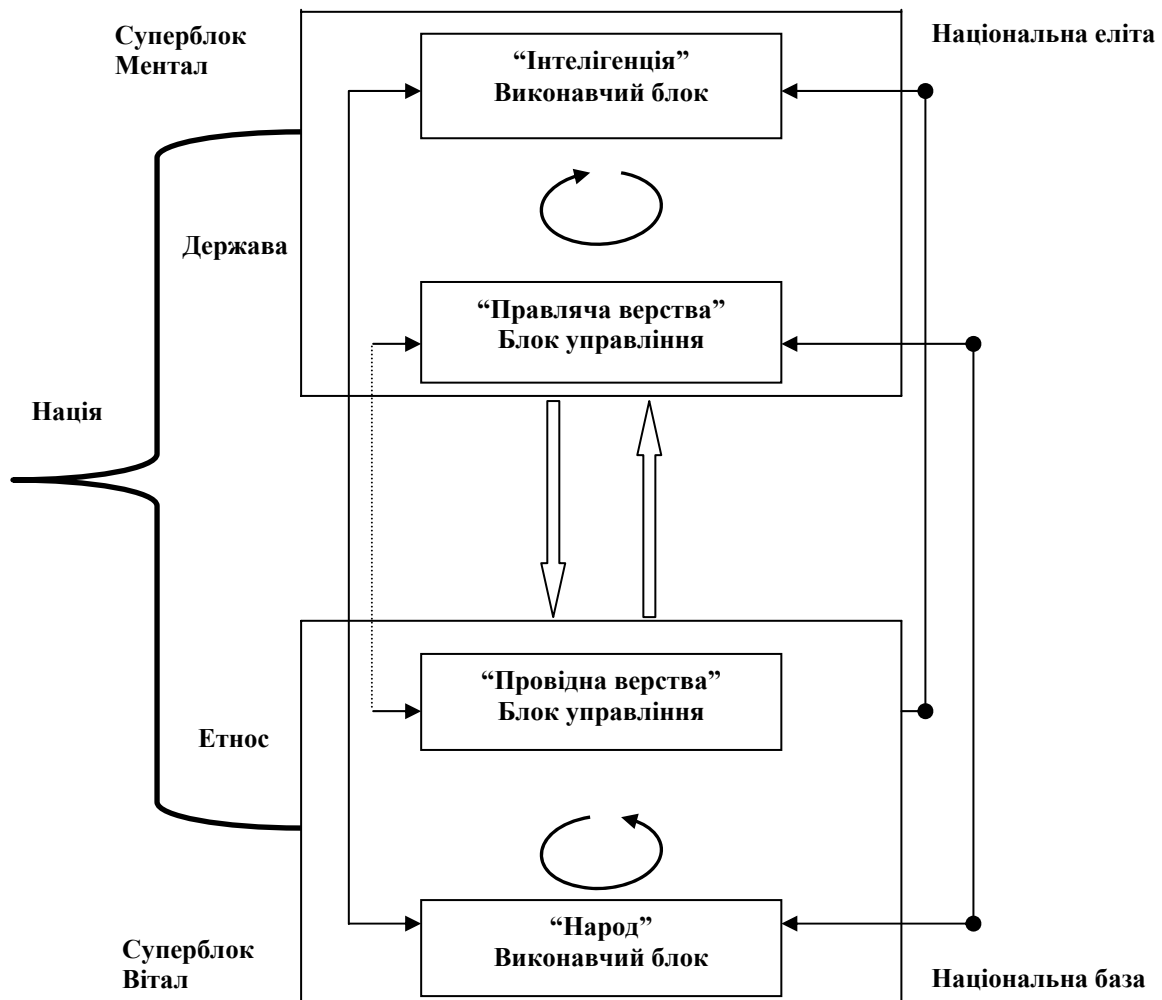 Суперблок
Ментал
Національна еліта
“Інтелігенція”
Виконавчий блок
Держава
“Правляча верства”
Блок управління
Нація
“Провідна верства”
Блок управління
Етнос
“Народ”
Виконавчий блок
Суперблок
Вітал
Національна база